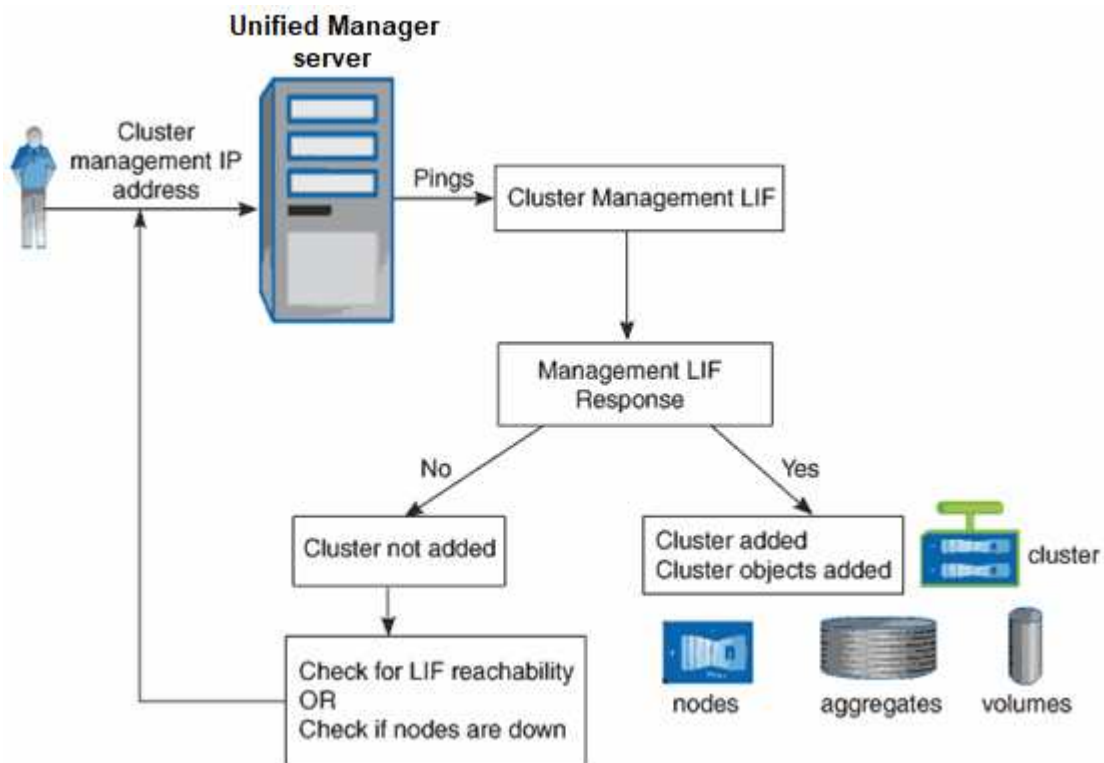 Unified Manager
server
Cluster
management IP
address
Pings
Cluster Management LIF
Management LIF
Response
No
Yes
Cluster not added
Cluster added
Cluster objects added
cluster
Check for LIF reachability
OR
Check if nodes are down
nodes
aggregates
volumes